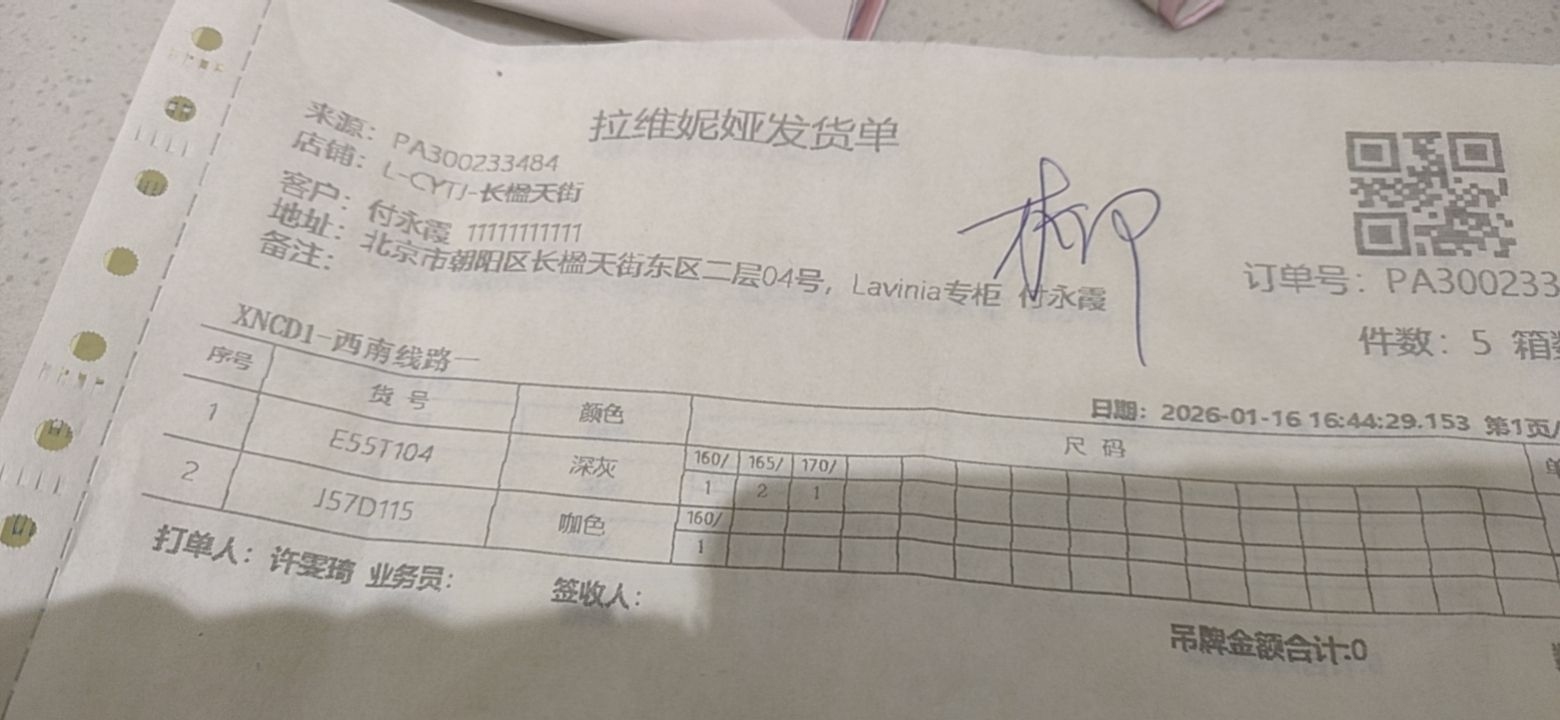 拉维妮娅发货单
来源：PA300233484
店铺：L-CYTJ-长楹天街
客户：付永霞 11111111111
地址：北京市朝阳区长楹天街东区二层04号，Lavinia专柜 付永霞
备注：
订单号：PA300233
件数：5 箱
XNCD1-西南线路一
日期：2026-01-16 16:44:29.153 第1页/
序号 货号 颜色 尺码
1 E55T104 深灰 160/ 165/ 170/
1 2 1
2 J57D115 咖色 160/
1
打单人：许雯琦 业务员： 签收人：
吊牌金额合计:0